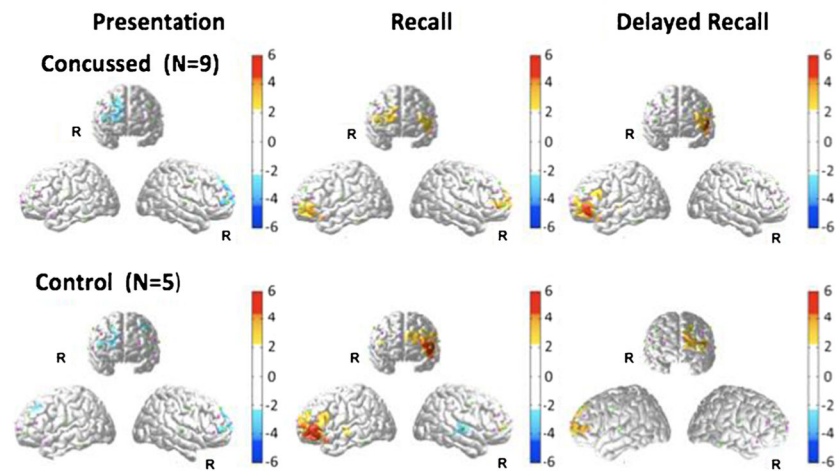 Presentation Recall Delayed Recall
Concussed (N=9)
6 6 6
4 4 4
2 2 2
R R R
0 0 0
-2 -2 -2
-4 -4 -4
-6 -6 -6
R R R
Control (N=5)
6 6 6
4 4 4
2 2 2
R R R
0 0 0
-2 -2 -2
-4 -4 -4
-6 -6 -6
R R R